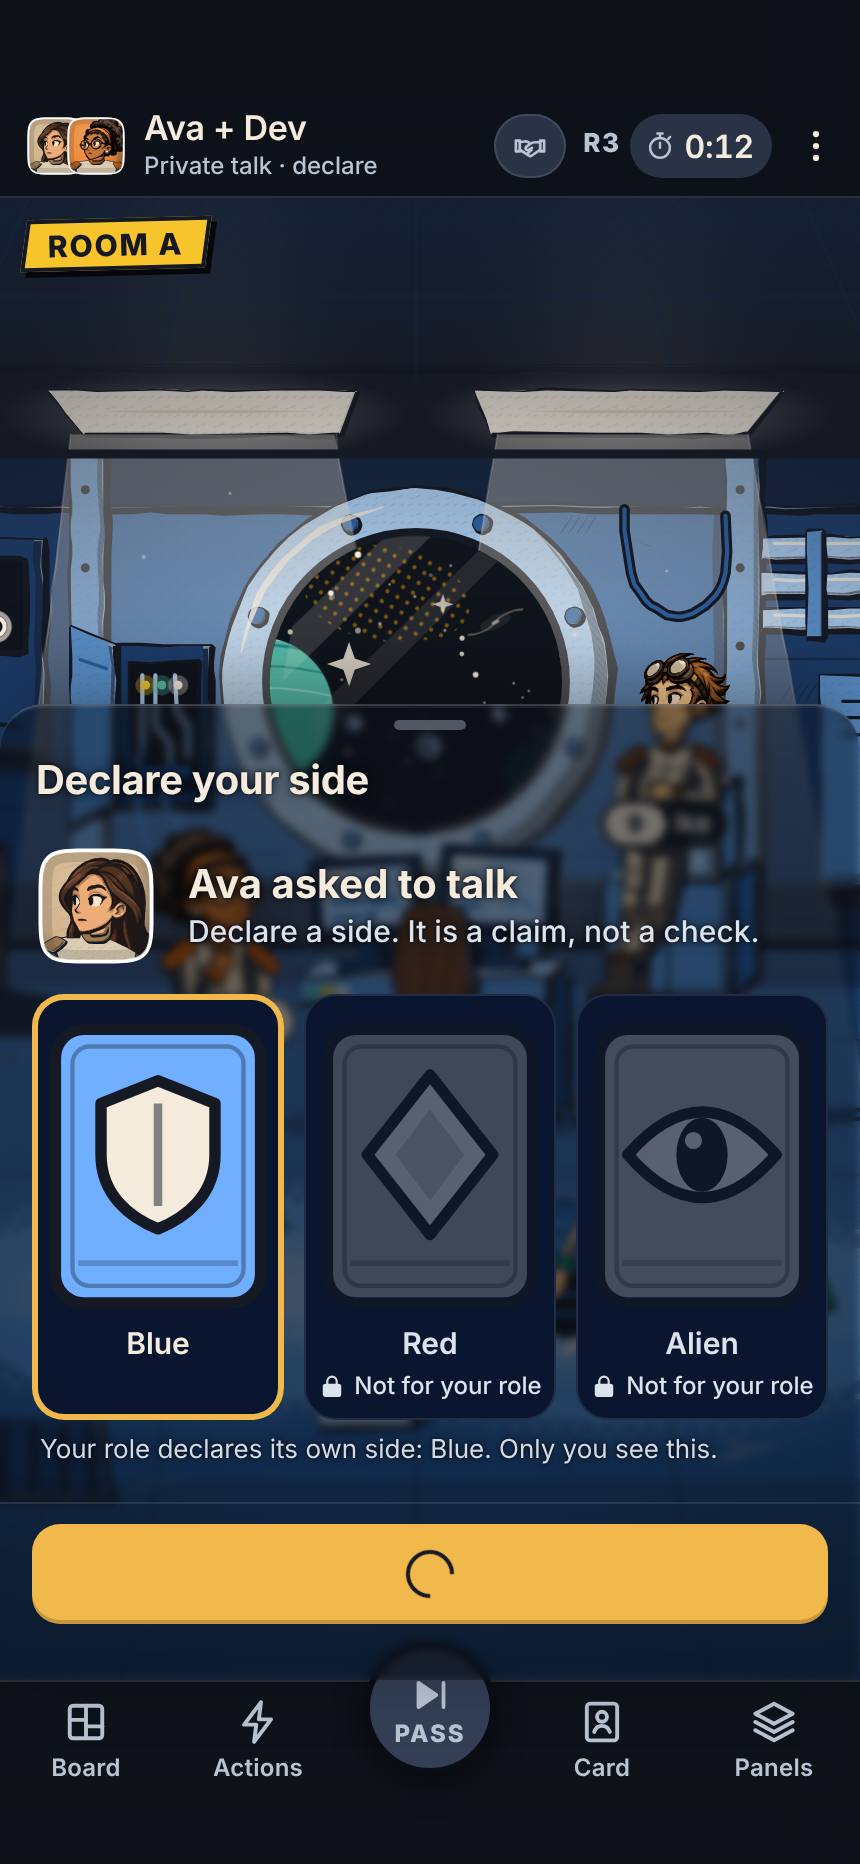 Ava + Dev
Private talk · declare
R3
0:12
ROOM A
Declare your side
Ava asked to talk
Declare a side. It is a claim, not a check.
Blue
Red
Not for your role
Alien
Not for your role
Your role declares its own side: Blue. Only you see this.
Board
Actions
PASS
Card
Panels